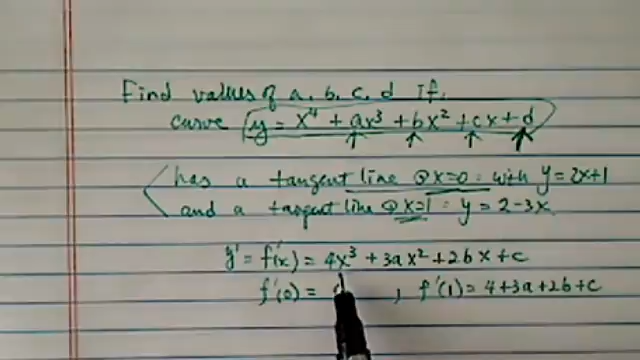 Find values of a, b, c, d if
curve y = x⁴ + ax³ + bx² + cx + d
has a tangent line @ x=0 : with y = 2x+1
and a tangent line @ x=1 : y = 2-3x
y' = f'(x) = 4x³ + 3ax² + 2bx + c
f'(0) = , f'(1) = 4+3a+2b+c